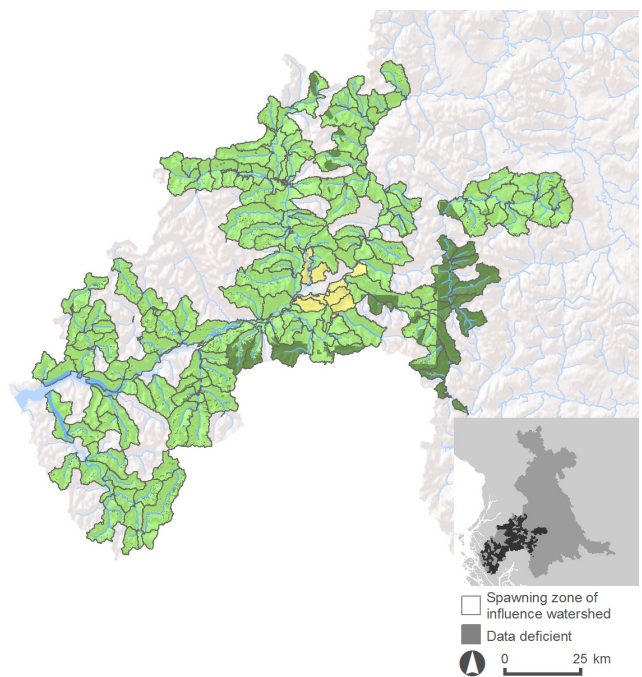 Spawning zone of
influence watershed
Data deficient
0 25 km